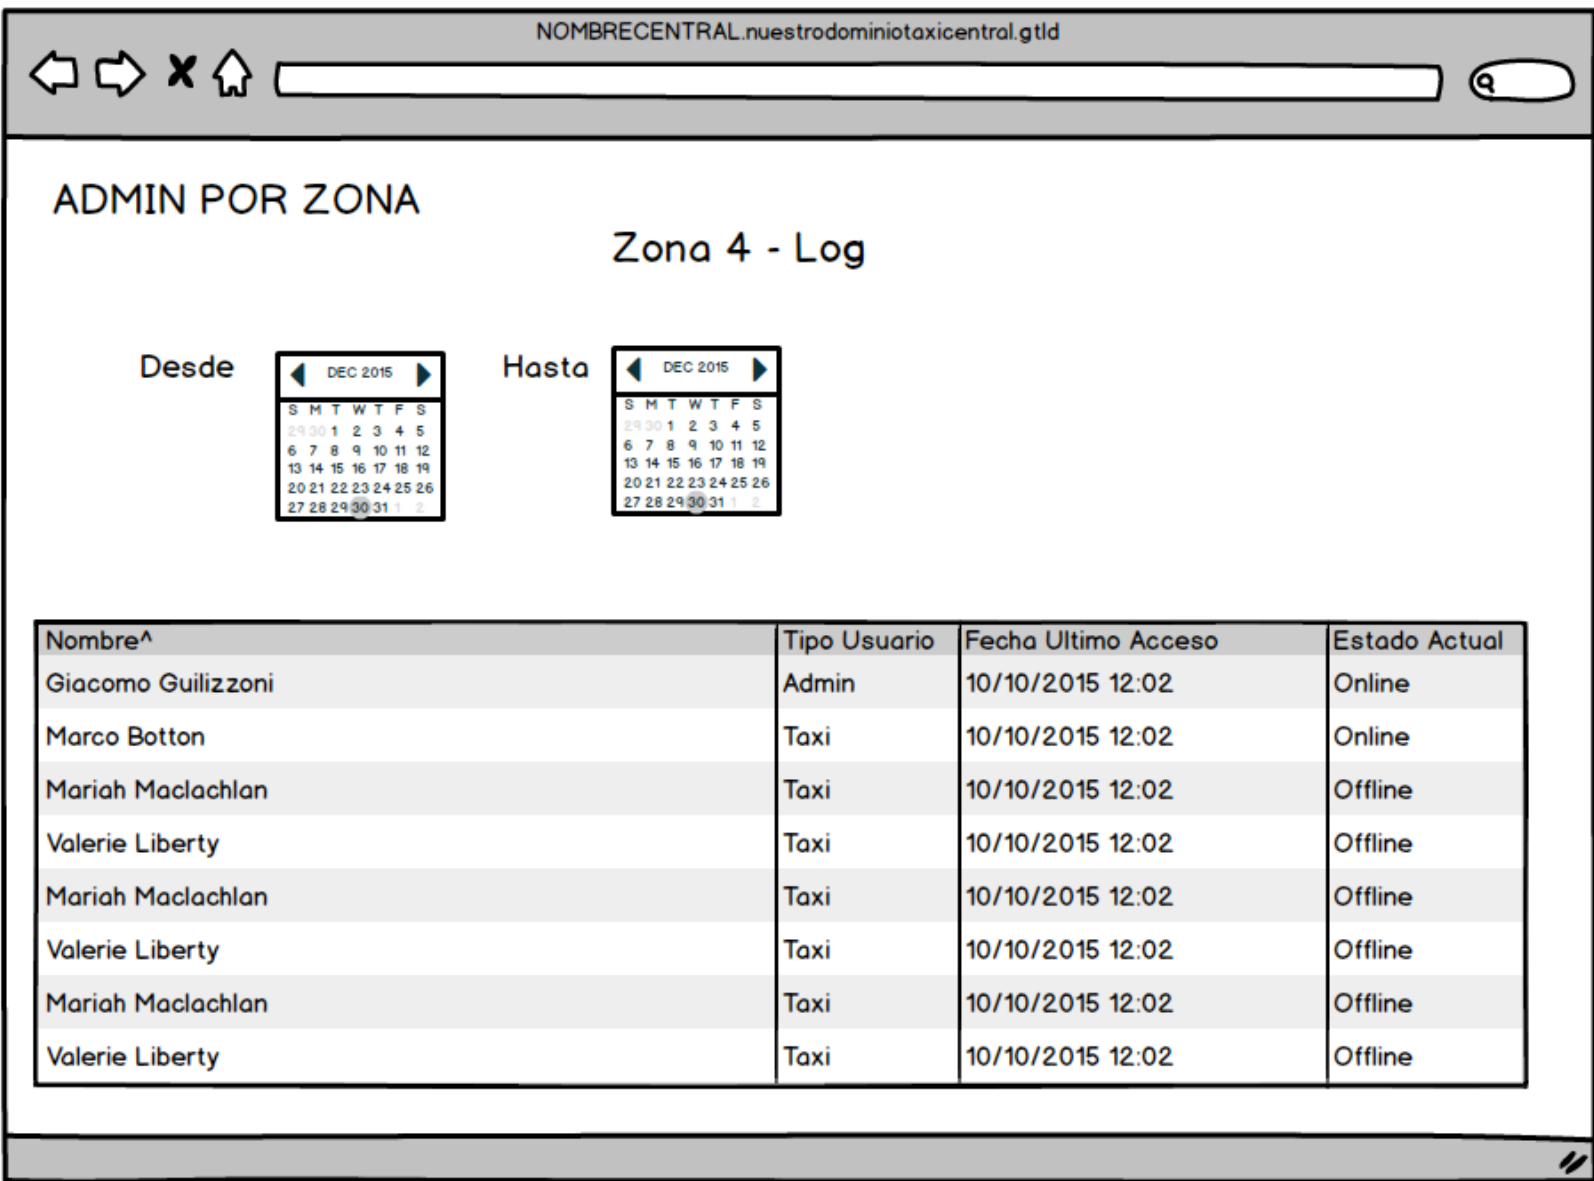 NOMBRECENTRAL.nuestrodominiotaxicentral.gtld
ADMIN POR ZONA
Zona 4 - Log
Desde
DEC 2015
S M T W T F S
29 30 1 2 3 4 5
6 7 8 9 10 11 12
13 14 15 16 17 18 19
20 21 22 23 24 25 26
27 28 29 30 31 1 2
Hasta
DEC 2015
S M T W T F S
29 30 1 2 3 4 5
6 7 8 9 10 11 12
13 14 15 16 17 18 19
20 21 22 23 24 25 26
27 28 29 30 31 1 2
Nombre^ Tipo Usuario Fecha Ultimo Acceso Estado Actual
Giacomo Guilizzoni Admin 10/10/2015 12:02 Online
Marco Botton Taxi 10/10/2015 12:02 Online
Mariah Maclachlan Taxi 10/10/2015 12:02 Offline
Valerie Liberty Taxi 10/10/2015 12:02 Offline
Mariah Maclachlan Taxi 10/10/2015 12:02 Offline
Valerie Liberty Taxi 10/10/2015 12:02 Offline
Mariah Maclachlan Taxi 10/10/2015 12:02 Offline
Valerie Liberty Taxi 10/10/2015 12:02 Offline